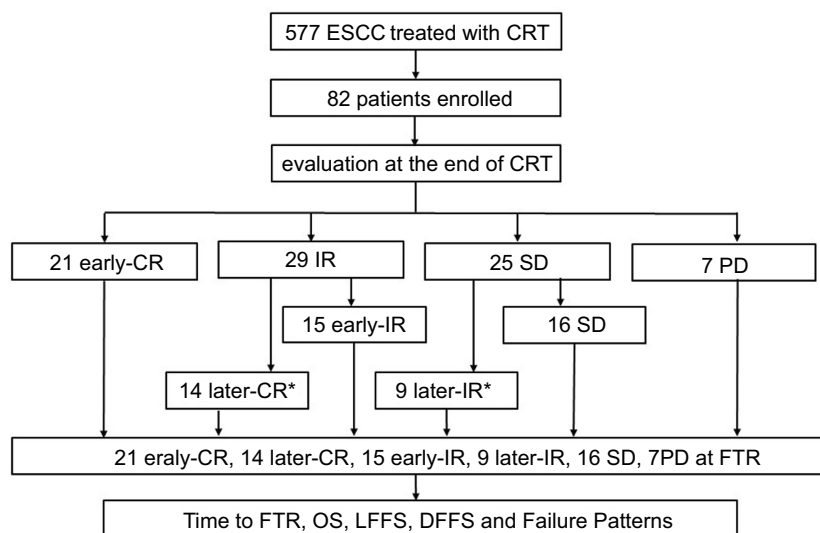 577 ESCC treated with CRT
82 patients enrolled
evaluation at the end of CRT
21 early-CR
29 IR
25 SD
7 PD
15 early-IR
16 SD
14 later-CR*
9 later-IR*
21 eraly-CR, 14 later-CR, 15 early-IR, 9 later-IR, 16 SD, 7PD at FTR
Time to FTR, OS, LFFS, DFFS and Failure Patterns